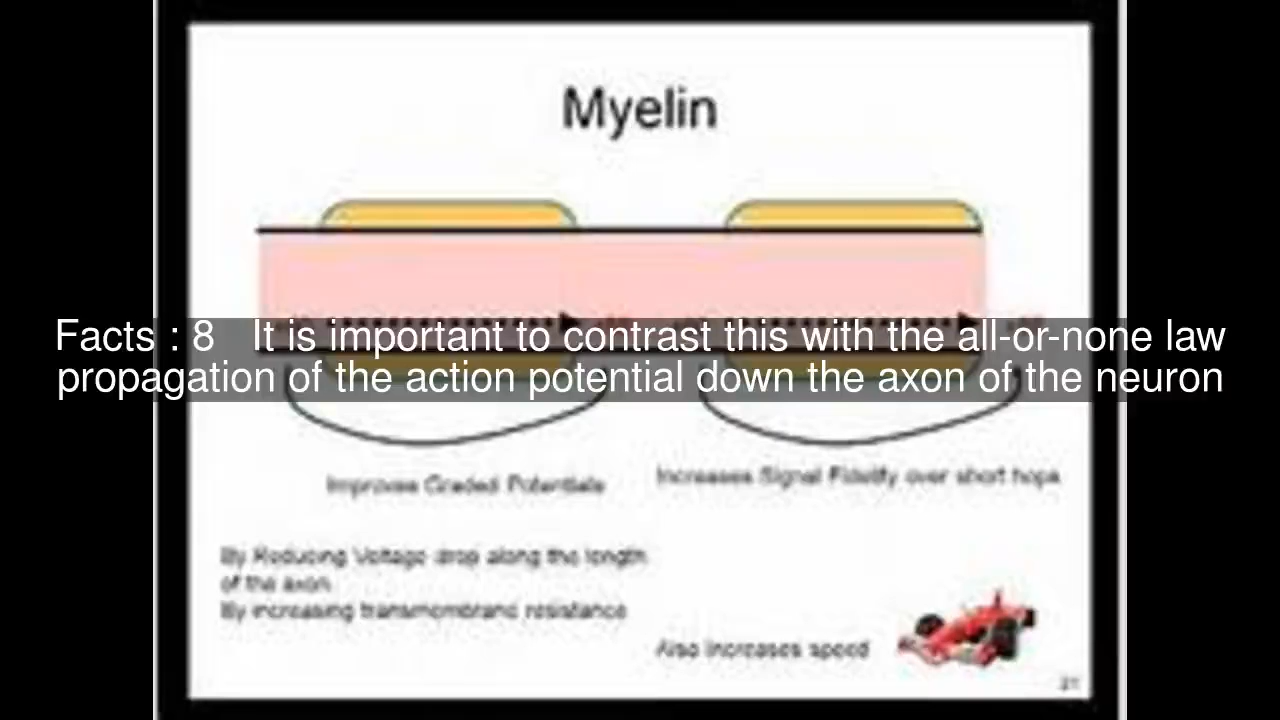 Myelin
Facts : 8 It is important to contrast this with the all-or-none law
propagation of the action potential down the axon of the neuron
Improves Graded Potentials
Increases Signal Fidelity over short hops
By Reducing Voltage drop along the length
of the axon
By increasing transmembrane resistance
Also increases speed